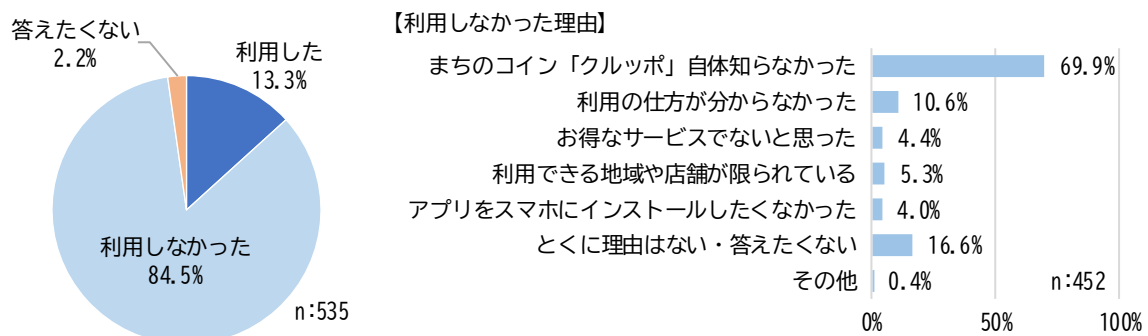 答えたくない
2.2%
利用した
13.3%
利用しなかった
84.5%
n:535
【利用しなかった理由】
まちのコイン「クルッポ」自体知らなかった 69.9%
利用の仕方が分からなかった 10.6%
お得なサービスでないと思った 4.4%
利用できる地域や店舗が限られている 5.3%
アプリをスマホにインストールしたくなかった 4.0%
とくに理由はない・答えたくない 16.6%
その他 0.4% n:452
0% 50% 100%